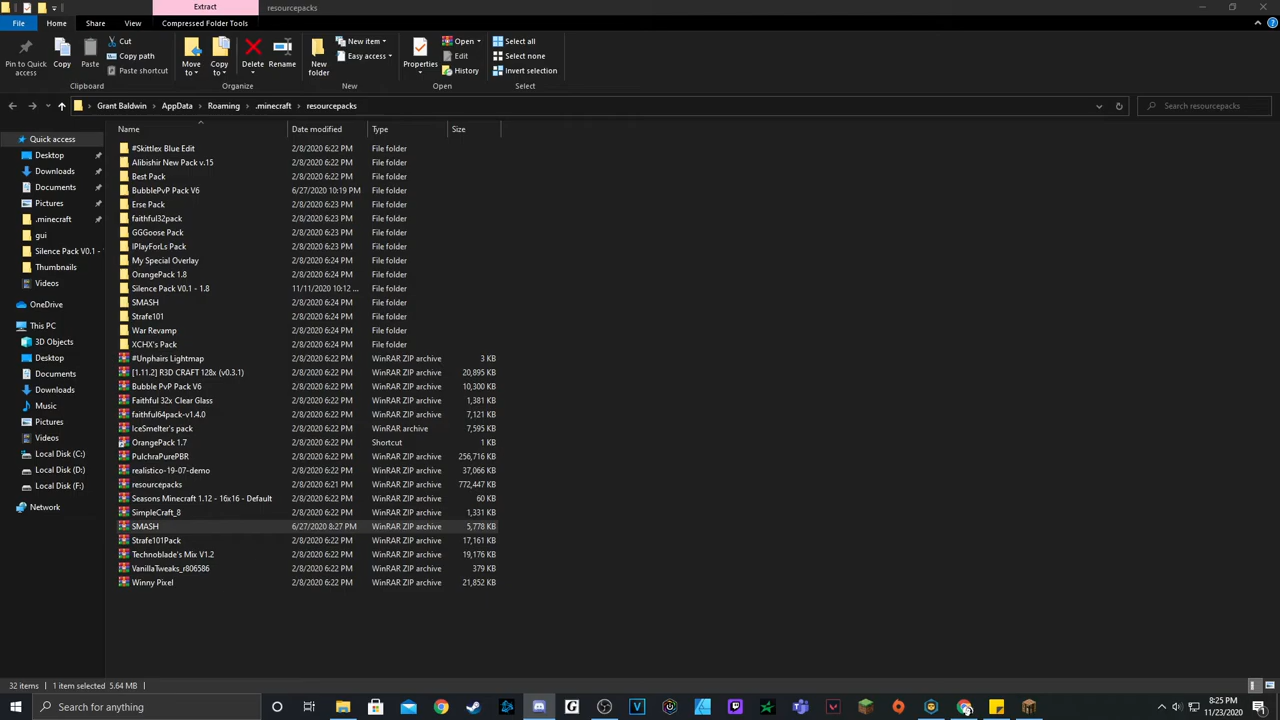 Extract
resourcepacks
File
Home
Share
View
Compressed Folder Tools
Pin to Quick access
Copy
Paste
Cut
Copy path
Paste shortcut
Clipboard
Move to
Copy to
Delete
Rename
Organize
New folder
New item
Easy access
New
Properties
Open
Edit
History
Open
Select all
Select none
Invert selection
Select
Grant Baldwin
AppData
Roaming
.minecraft
resourcepacks
Search resourcepacks
Quick access
Desktop
Downloads
Documents
Pictures
.minecraft
gui
Silence Pack V0.1 -
Thumbnails
Videos
OneDrive
This PC
3D Objects
Desktop
Documents
Downloads
Music
Pictures
Videos
Local Disk (C:)
Local Disk (D:)
Local Disk (F:)
Network
Name Date modified Type Size
#Skittlex Blue Edit 2/8/2020 6:22 PM File folder
Alibishir New Pack v.15 2/8/2020 6:22 PM File folder
Best Pack 2/8/2020 6:22 PM File folder
BubblePvP Pack V6 6/27/2020 10:19 PM File folder
Erse Pack 2/8/2020 6:23 PM File folder
faithful32pack 2/8/2020 6:23 PM File folder
GGGoose Pack 2/8/2020 6:23 PM File folder
IPlayForLs Pack 2/8/2020 6:23 PM File folder
My Special Overlay 2/8/2020 6:24 PM File folder
OrangePack 1.8 2/8/2020 6:24 PM File folder
Silence Pack V0.1 - 1.8 11/11/2020 10:12 ... File folder
SMASH 2/8/2020 6:24 PM File folder
Strafe101 2/8/2020 6:24 PM File folder
War Revamp 2/8/2020 6:24 PM File folder
XCHX's Pack 2/8/2020 6:24 PM File folder
#Unphairs Lightmap 2/8/2020 6:22 PM WinRAR ZIP archive 3 KB
[1.11.2] R3D CRAFT 128x (v0.3.1) 2/8/2020 6:22 PM WinRAR ZIP archive 20,895 KB
Bubble PvP Pack V6 2/8/2020 6:22 PM WinRAR ZIP archive 10,300 KB
Faithful 32x Clear Glass 2/8/2020 6:22 PM WinRAR ZIP archive 1,381 KB
faithful64pack-v1.4.0 2/8/2020 6:22 PM WinRAR ZIP archive 7,121 KB
IceSmelter's pack 2/8/2020 6:22 PM WinRAR archive 7,595 KB
OrangePack 1.7 2/8/2020 6:22 PM Shortcut 1 KB
PulchraPurePBR 2/8/2020 6:22 PM WinRAR ZIP archive 256,716 KB
realistico-19-07-demo 2/8/2020 6:22 PM WinRAR ZIP archive 37,066 KB
resourcepacks 2/8/2020 6:21 PM WinRAR ZIP archive 772,447 KB
Seasons Minecraft 1.12 - 16x16 - Default 2/8/2020 6:22 PM WinRAR ZIP archive 60 KB
SimpleCraft_8 2/8/2020 6:22 PM WinRAR ZIP archive 1,331 KB
SMASH 6/27/2020 8:27 PM WinRAR ZIP archive 5,778 KB
Strafe101Pack 2/8/2020 6:22 PM WinRAR ZIP archive 17,161 KB
Technoblade's Mix V1.2 2/8/2020 6:22 PM WinRAR ZIP archive 19,176 KB
VanillaTweaks_r806586 2/8/2020 6:22 PM WinRAR ZIP archive 379 KB
Winny Pixel 2/8/2020 6:22 PM WinRAR ZIP archive 21,852 KB
32 items
1 item selected 5.64 MB
Search for anything
8:25 PM
11/23/2020